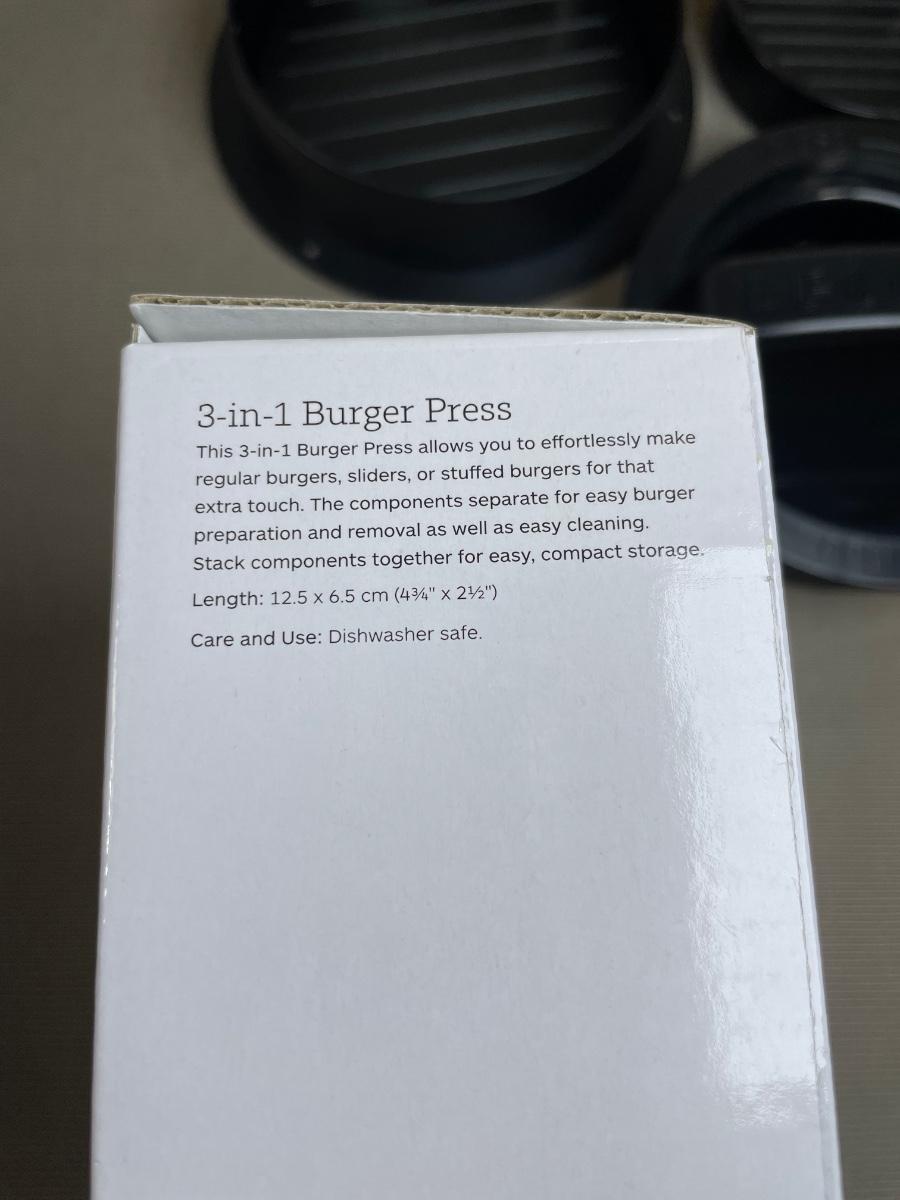 3-in-1 Burger Press
This 3-in-1 Burger Press allows you to effortlessly make
regular burgers, sliders, or stuffed burgers for that
extra touch. The components separate for easy burger
preparation and removal as well as easy cleaning.
Stack components together for easy, compact storage.
Length: 12.5 x 6.5 cm (4¾" x 2½")
Care and Use: Dishwasher safe.